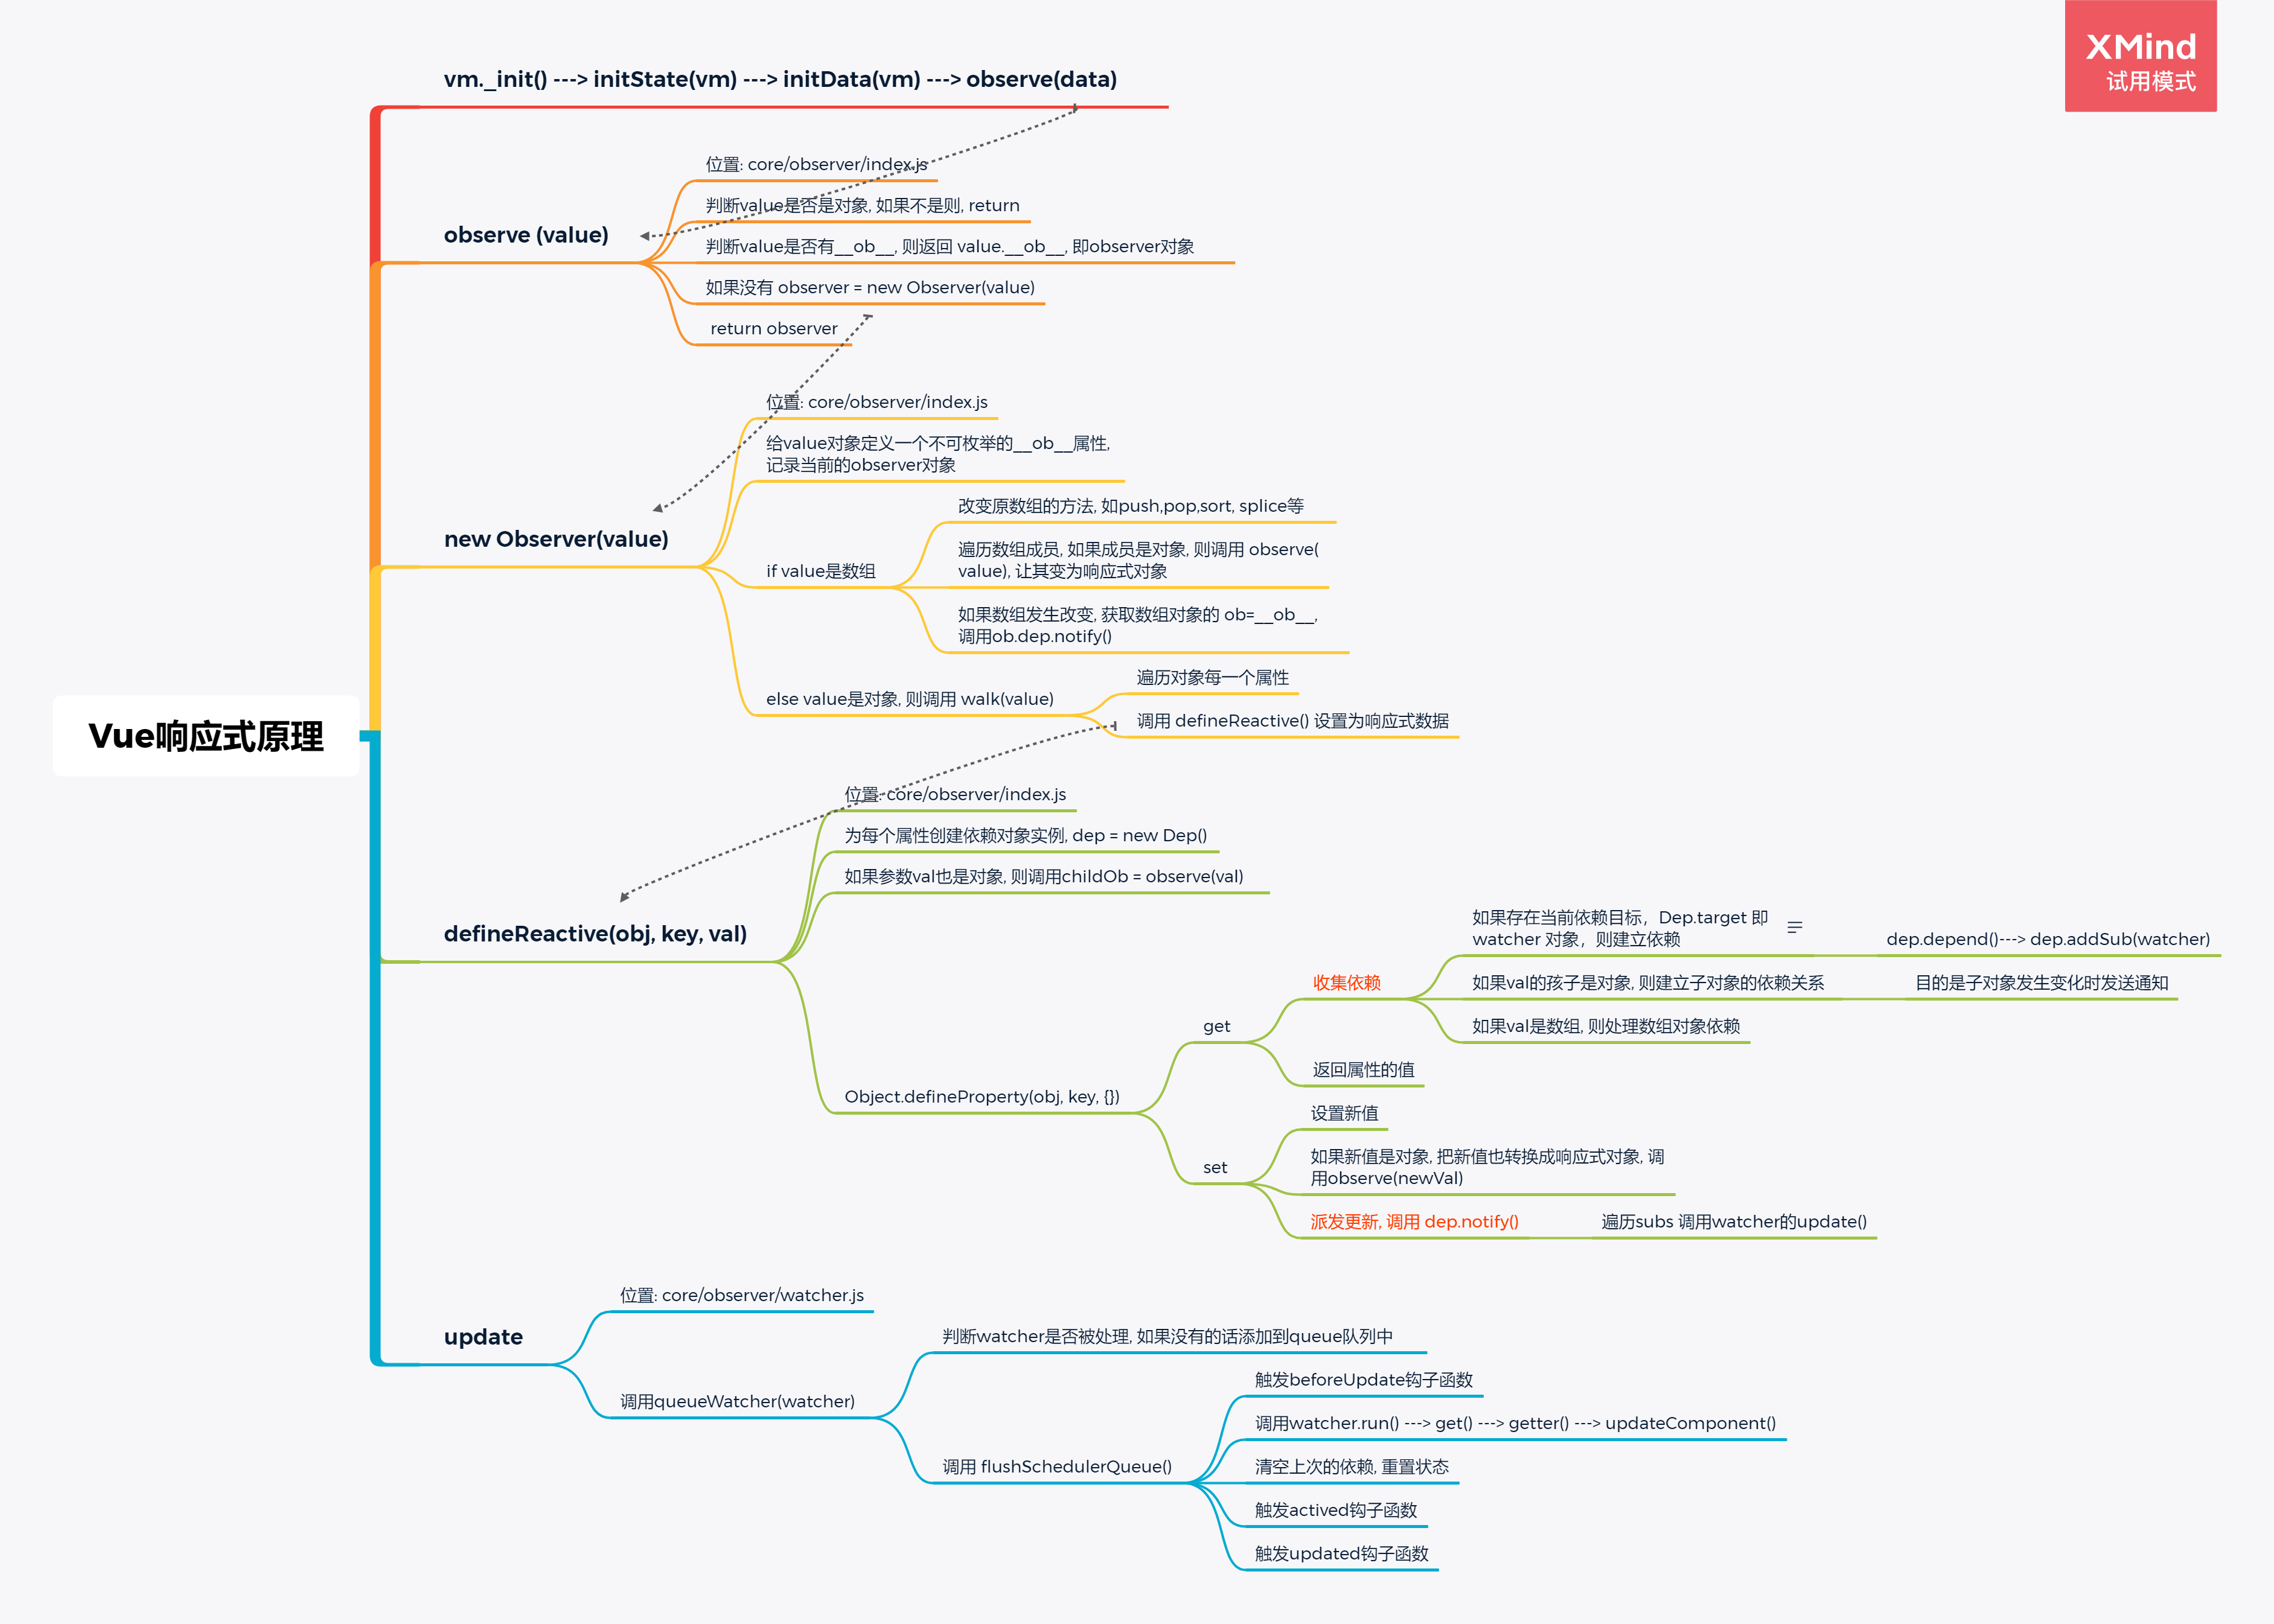 XMind
试用模式
Vue响应式原理
vm._init() ---> initState(vm) ---> initData(vm) ---> observe(data)
observe (value)
位置: core/observer/index.js
判断value是否是对象, 如果不是则, return
判断value是否有__ob__, 则返回 value.__ob__, 即observer对象
如果没有 observer = new Observer(value)
return observer
new Observer(value)
位置: core/observer/index.js
给value对象定义一个不可枚举的__ob__属性,
记录当前的observer对象
if value是数组
改变原数组的方法, 如push,pop,sort, splice等
遍历数组成员, 如果成员是对象, 则调用 observe(
value), 让其变为响应式对象
如果数组发生改变, 获取数组对象的 ob=__ob__,
调用ob.dep.notify()
else value是对象, 则调用 walk(value)
遍历对象每一个属性
调用 defineReactive() 设置为响应式数据
defineReactive(obj, key, val)
位置: core/observer/index.js
为每个属性创建依赖对象实例, dep = new Dep()
如果参数val也是对象, 则调用childOb = observe(val)
Object.defineProperty(obj, key, {})
get
收集依赖
如果存在当前依赖目标，Dep.target 即
watcher 对象，则建立依赖
dep.depend()---> dep.addSub(watcher)
如果val的孩子是对象, 则建立子对象的依赖关系
目的是子对象发生变化时发送通知
如果val是数组, 则处理数组对象依赖
返回属性的值
set
设置新值
如果新值是对象, 把新值也转换成响应式对象, 调
用observe(newVal)
派发更新, 调用 dep.notify()
遍历subs 调用watcher的update()
update
位置: core/observer/watcher.js
调用queueWatcher(watcher)
判断watcher是否被处理, 如果没有的话添加到queue队列中
调用 flushSchedulerQueue()
触发beforeUpdate钩子函数
调用watcher.run() ---> get() ---> getter() ---> updateComponent()
清空上次的依赖, 重置状态
触发actived钩子函数
触发updated钩子函数